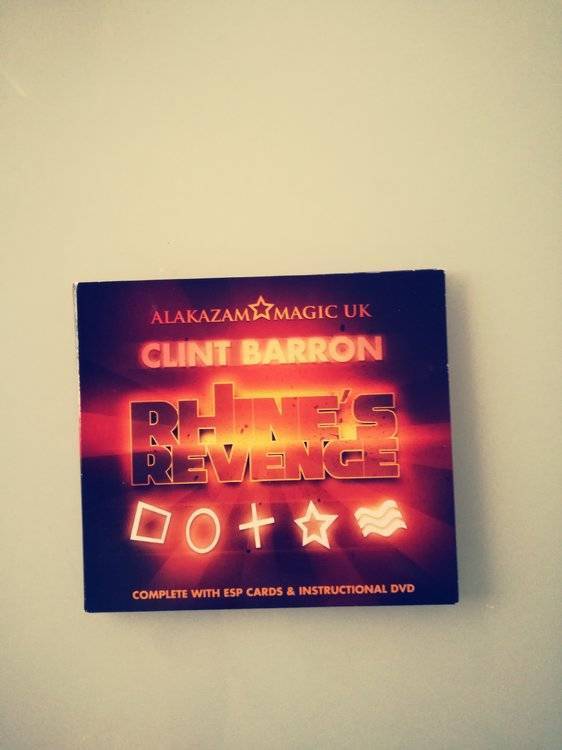 ALAKAZAM MAGIC UK
CLINT BARRON
RHINE'S
REVENGE
COMPLETE WITH ESP CARDS & INSTRUCTIONAL DVD